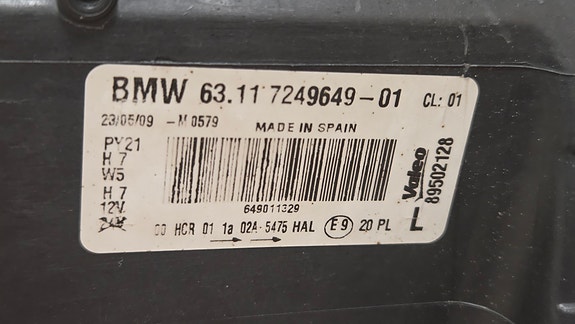 BMW 63.11 7249649-01 CL: 01
23/05/09 -M 0579 MADE IN SPAIN
PY21
H 7
W5
H 7
12V
649011329
HCR 01 1a 02A-5475 HAL E9 20 PL
L Valeo
89502128